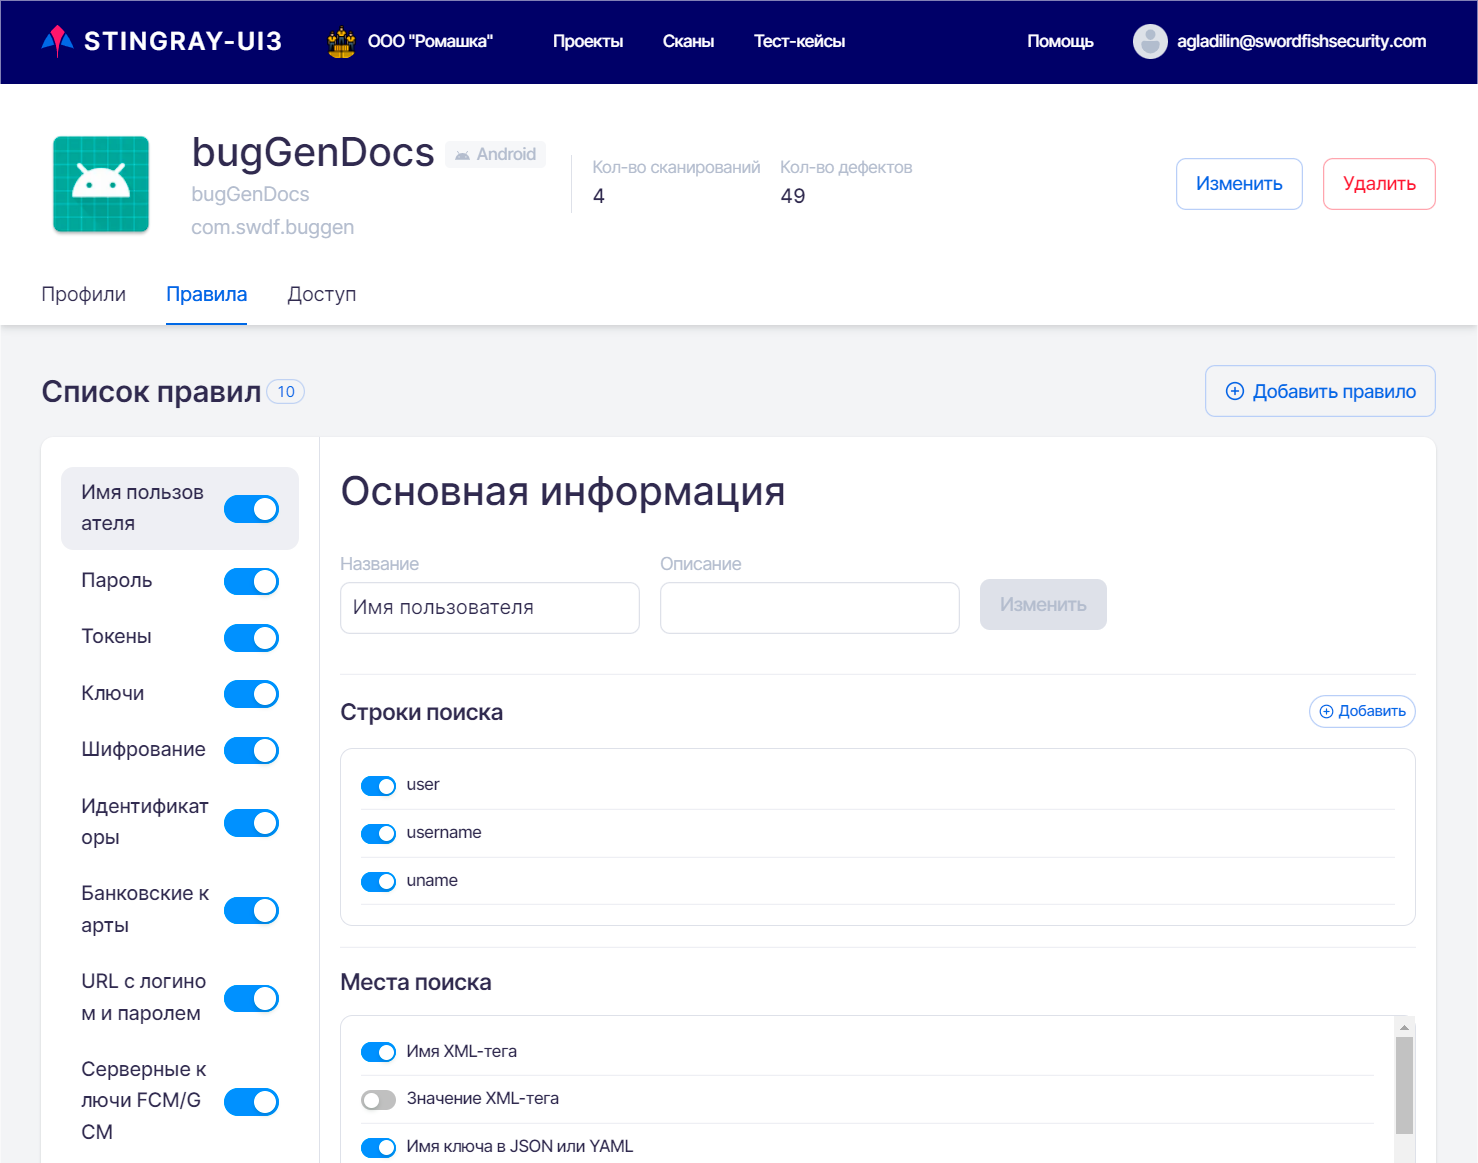 STINGRAY-UI3
ООО "Ромашка"
Проекты
Сканы
Тест-кейсы
Помощь
agladilin@swordfishsecurity.com
bugGenDocs
Android
bugGenDocs
com.swdf.buggen
Кол-во сканирований
4
Кол-во дефектов
49
Изменить
Удалить
Профили
Правила
Доступ
Список правил
10
Добавить правило
Имя пользов
ателя
Пароль
Токены
Ключи
Шифрование
Идентификат
оры
Банковские к
арты
URL с логино
м и паролем
Серверные к
лючи FCM/G
CM
Основная информация
Название
Имя пользователя
Описание
Изменить
Строки поиска
Добавить
user
username
uname
Места поиска
Имя XML-тега
Значение XML-тега
Имя ключа в JSON или YAML